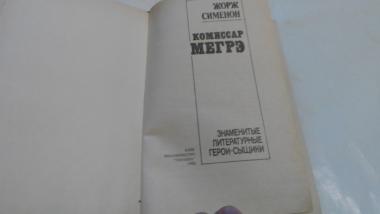 ЖОРЖ
СИМЕНОН
КОМИССАР
МЕГРЭ
ЗНАМЕНИТЫЕ
ЛИТЕРАТУРНЫЕ
ГЕРОИ-СЫЩИКИ